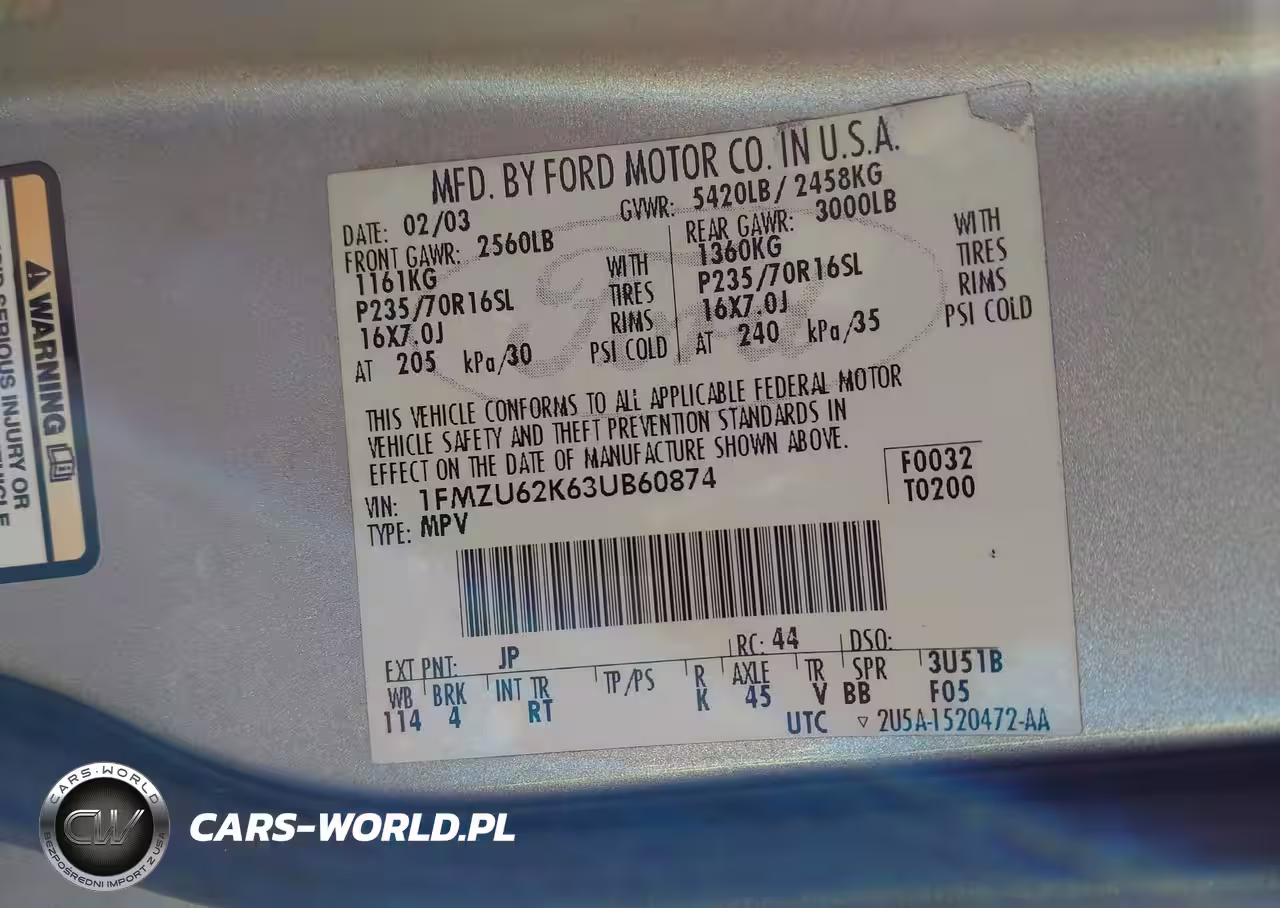 MFD. BY FORD MOTOR CO. IN U.S.A.
DATE: 02/03 GVWR: 5420LB / 2458KG
FRONT GAWR: 2560LB REAR GAWR: 3000LB
1161KG WITH 1360KG WITH
P235/70R16SL TIRES P235/70R16SL TIRES
16X7.0J RIMS 16X7.0J RIMS
AT 205 kPa/30 PSI COLD AT 240 kPa/35 PSI COLD
THIS VEHICLE CONFORMS TO ALL APPLICABLE FEDERAL MOTOR
VEHICLE SAFETY AND THEFT PREVENTION STANDARDS IN
EFFECT ON THE DATE OF MANUFACTURE SHOWN ABOVE.
VIN: 1FMZU62K63UB60874
TYPE: MPV
F0032
T0200
EXT PNT: JP RC: 44 DSO:
WB BRK INT TR TP/PS R AXLE TR SPR 3U51B
114 4 RT K 45 V BB F05
UTC ▽ 2U5A-1520472-AA
Ford
WARNING
SERIOUS INJURY OR
CARS-WORLD
CW
BEZPOŚREDNI IMPORT Z USA
CARS-WORLD.PL